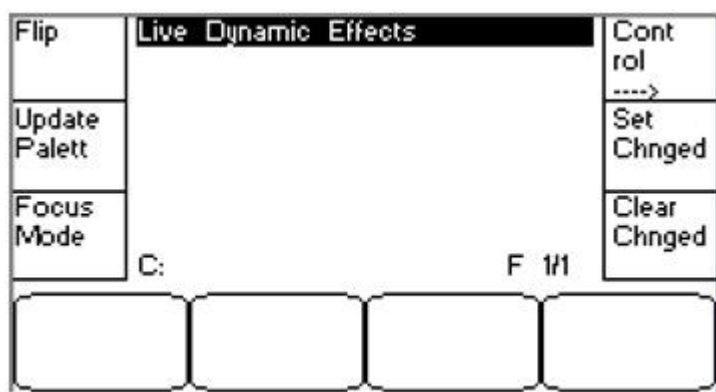 Flip
Update
Palett
Focus
Mode
Live Dynamic Effects
C:
F 1/1
Cont
rol
---->
Set
Chnged
Clear
Chnged